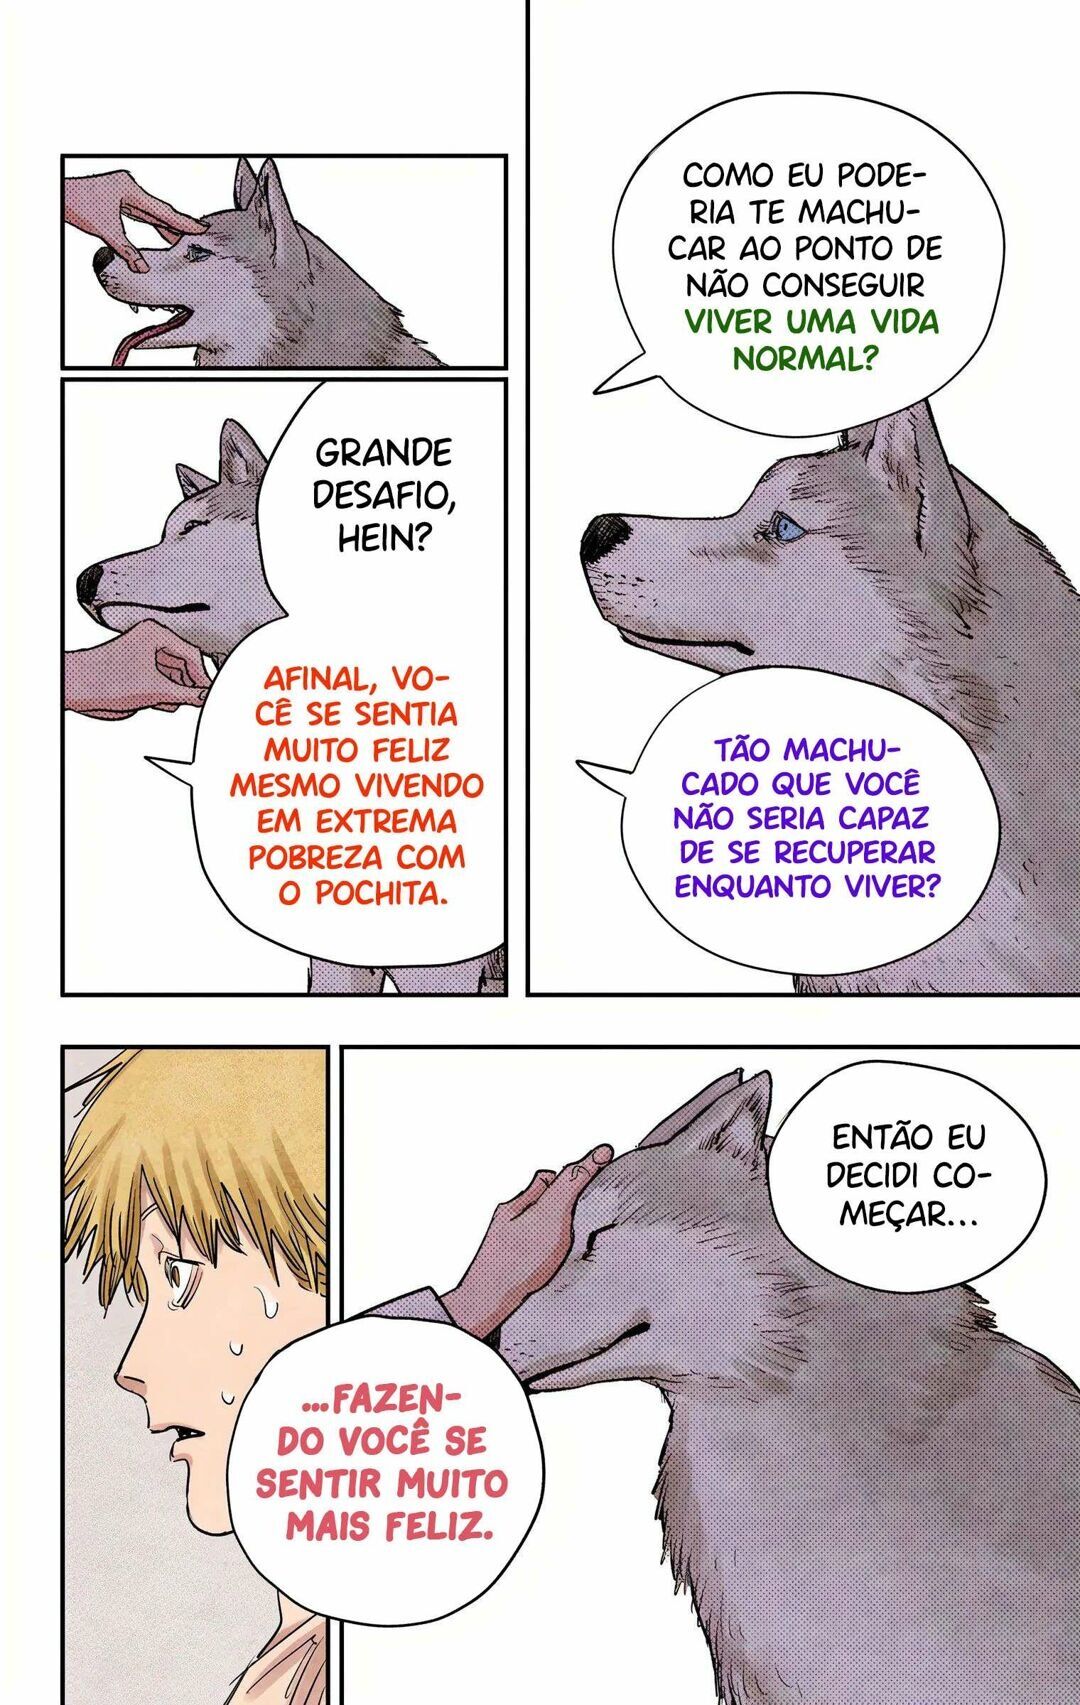 COMO EU PODE-
RIA TE MACHU-
CAR AO PONTO DE
NÃO CONSEGUIR
VIVER UMA VIDA
NORMAL?
TÃO MACHU-
CADO QUE VOCÊ
NÃO SERIA CAPAZ
DE SE RECUPERAR
ENQUANTO VIVER?
GRANDE
DESAFIO,
HEIN?
AFINAL, VO-
CÊ SE SENTIA
MUITO FELIZ
MESMO VIVENDO
EM EXTREMA
POBREZA COM
O POCHITA.
ENTÃO EU
DECIDI CO-
MEÇAR...
...FAZEN-
DO VOCÊ SE
SENTIR MUITO
MAIS FELIZ.